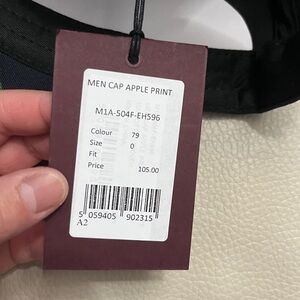 MEN CAP APPLE PRINT
M1A-504F-EH596
Colour 79
Size 0
Fit
Price 105.00
5 059405 902315
A2